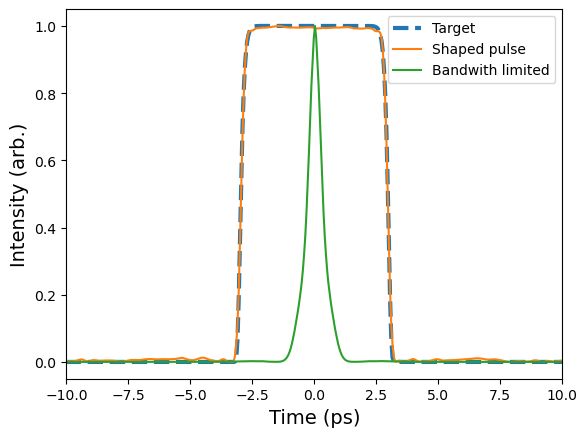 Target
Shaped pulse
Bandwith limited
1.0
0.8
0.6
0.4
0.2
0.0
Intensity (arb.)
−10.0 −7.5 −5.0 −2.5 0.0 2.5 5.0 7.5 10.0
Time (ps)